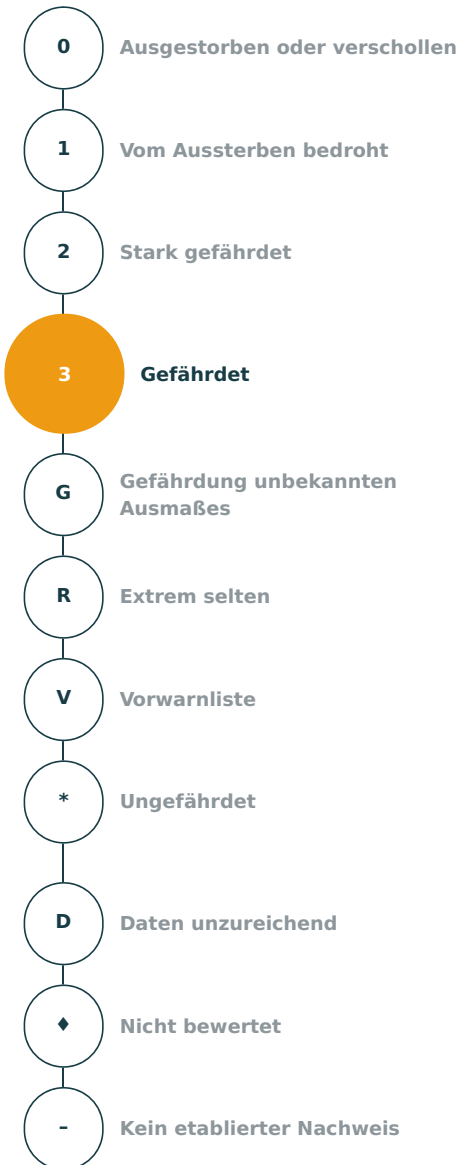 0 Ausgestorben oder verschollen
1 Vom Aussterben bedroht
2 Stark gefährdet
3 Gefährdet
G Gefährdung unbekannten
Ausmaßes
R Extrem selten
V Vorwarnliste
* Ungefährdet
D Daten unzureichend
♦ Nicht bewertet
– Kein etablierter Nachweis